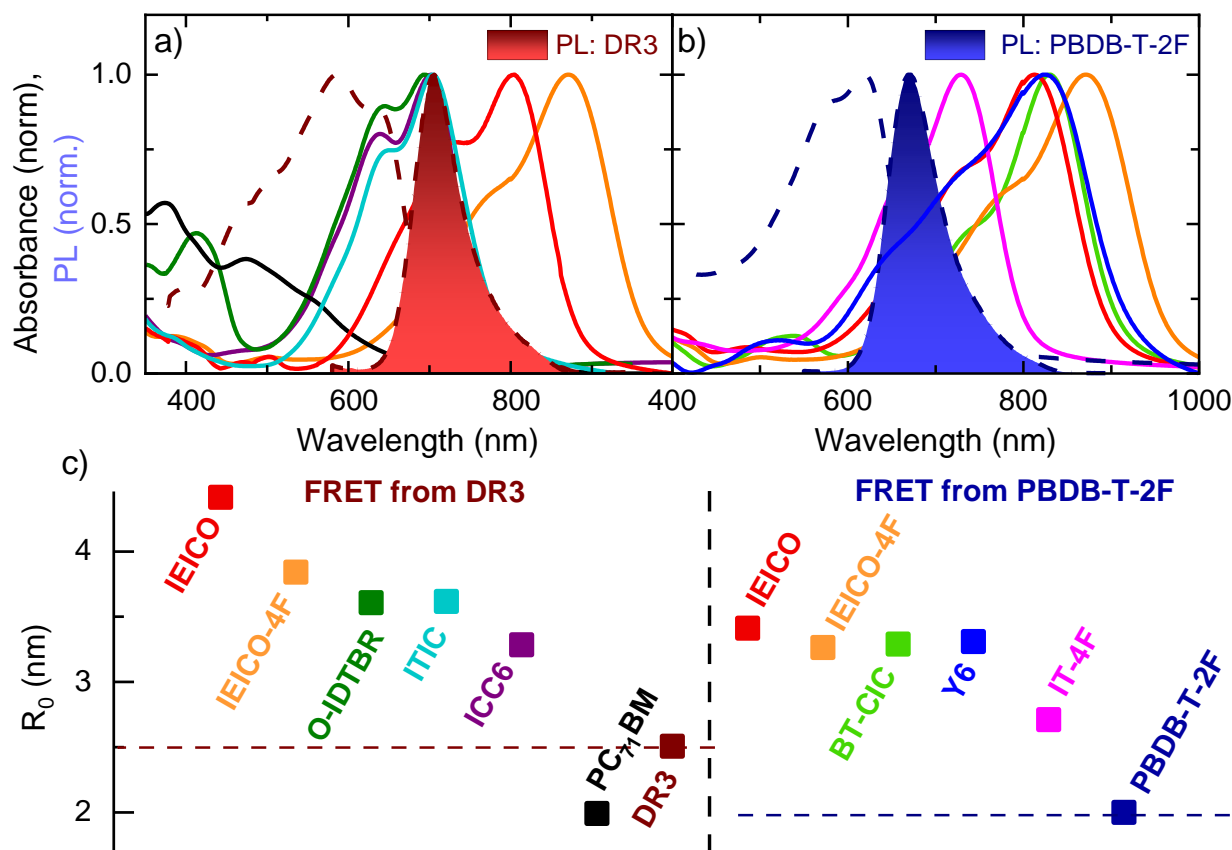 a)
PL: DR3
b)
PL: PBDB-T-2F
Absorbance (norm),
PL (norm.)
1.0
0.5
0.0
400
600
800
400
600
800
1000
Wavelength (nm)
Wavelength (nm)
c)
FRET from DR3
FRET from PBDB-T-2F
R0 (nm)
4
3
2
IEICO
IEICO-4F
O-IDTBR
ITIC
ICC6
PC71BM
DR3
IEICO
IEICO-4F
BT-CIC
Y6
IT-4F
PBDB-T-2F